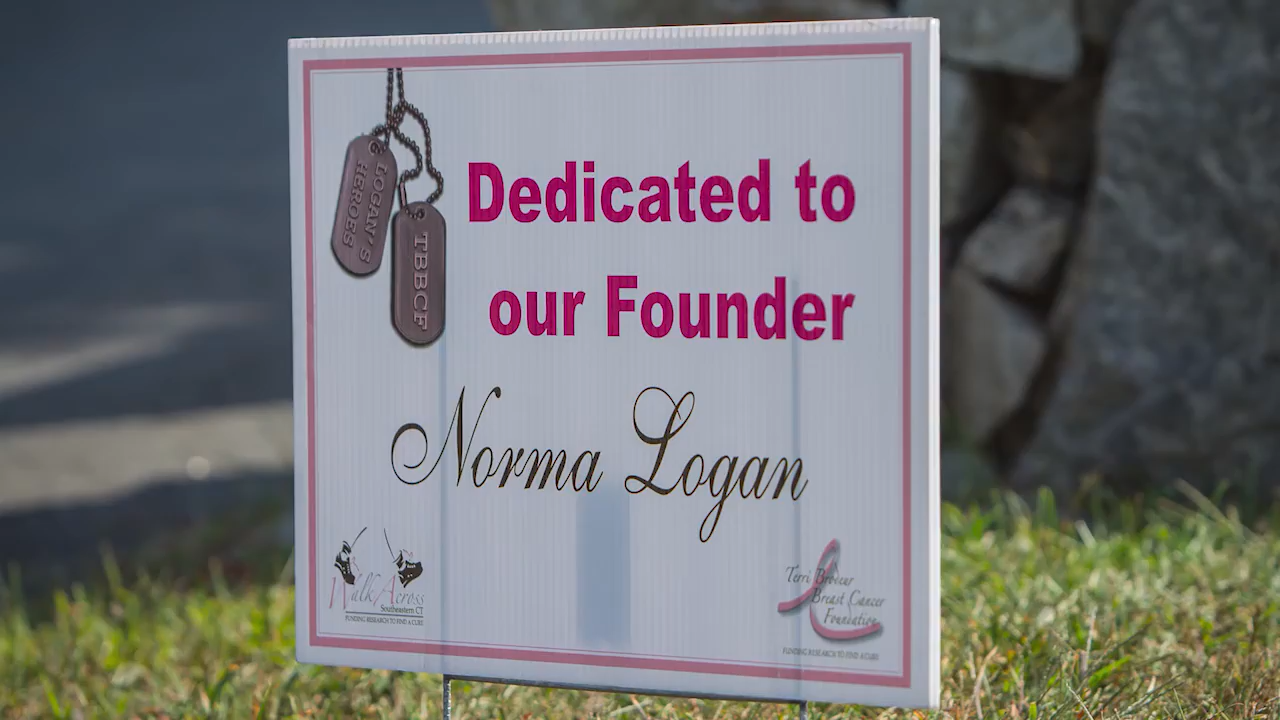 LOGAN'S
HEROES
TBBCF
Dedicated to
our Founder
Norma Logan
Walk Across
Southeastern CT
FUNDING RESEARCH TO FIND A CURE
Terri Brodeur
Breast Cancer
Foundation
FUNDING RESEARCH TO FIND A CURE